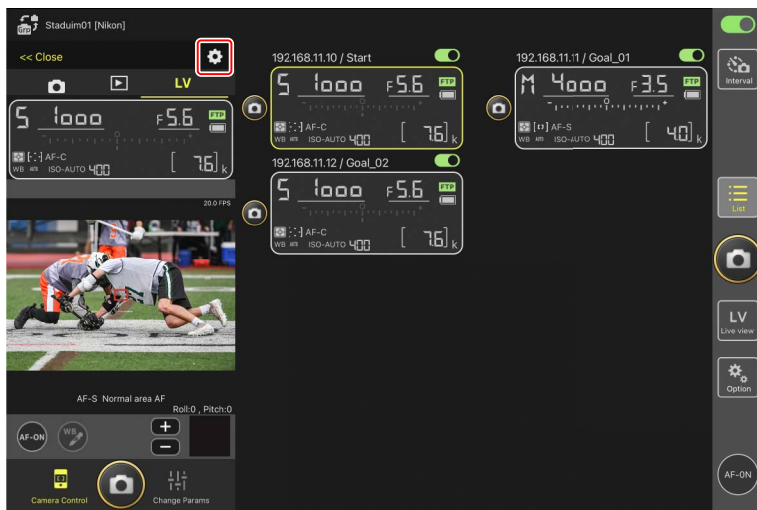 Grp Staduim01 [Nikon]
<< Close
LV
S 1000 F5.6 FTP
AF-C
WB ISO-AUTO 400 [ 7.6] k
20.0 FPS
AF-S Normal area AF
Roll:0 , Pitch:0
AF-ON WB + −
Camera Control Change Params
192.168.11.10 / Start
S 1000 F5.6 FTP
AF-C
WB ISO-AUTO 400 [ 7.6] k
192.168.11.11 / Goal_01
M 4000 F3.5 FTP
AF-S
WB ISO-AUTO 400 [ 4.0] k
192.168.11.12 / Goal_02
S 1000 F5.6 FTP
AF-C
WB ISO-AUTO 400 [ 7.6] k
Interval
List
LV
Live view
Option
AF-ON